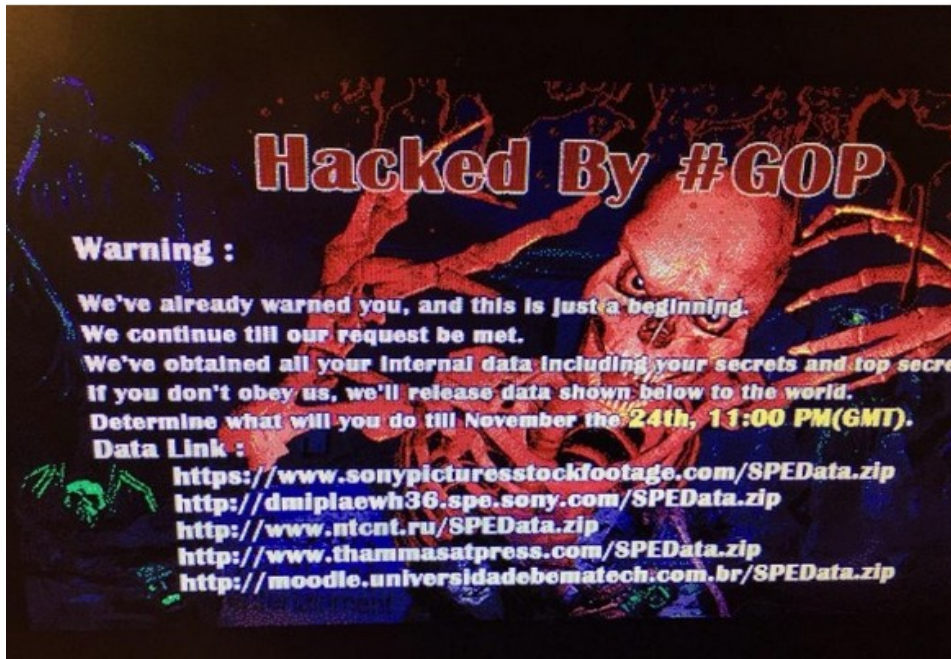 Hacked By #GOP
Warning :
We've already warned you, and this is just a beginning.
We continue till our request be met.
We've obtained all your internal data including your secrets and top secre
If you don't obey us, we'll release data shown below to the world.
Determine what will you do till November the 24th, 11:00 PM(GMT).
Data Link :
https://www.sonypicturesstockfootage.com/SPEData.zip
http://dmiplaewh36.spe.sony.com/SPEData.zip
http://www.ntcnt.ru/SPEData.zip
http://www.thammasatpress.com/SPEData.zip
http://moodle.universidadebematech.com.br/SPEData.zip